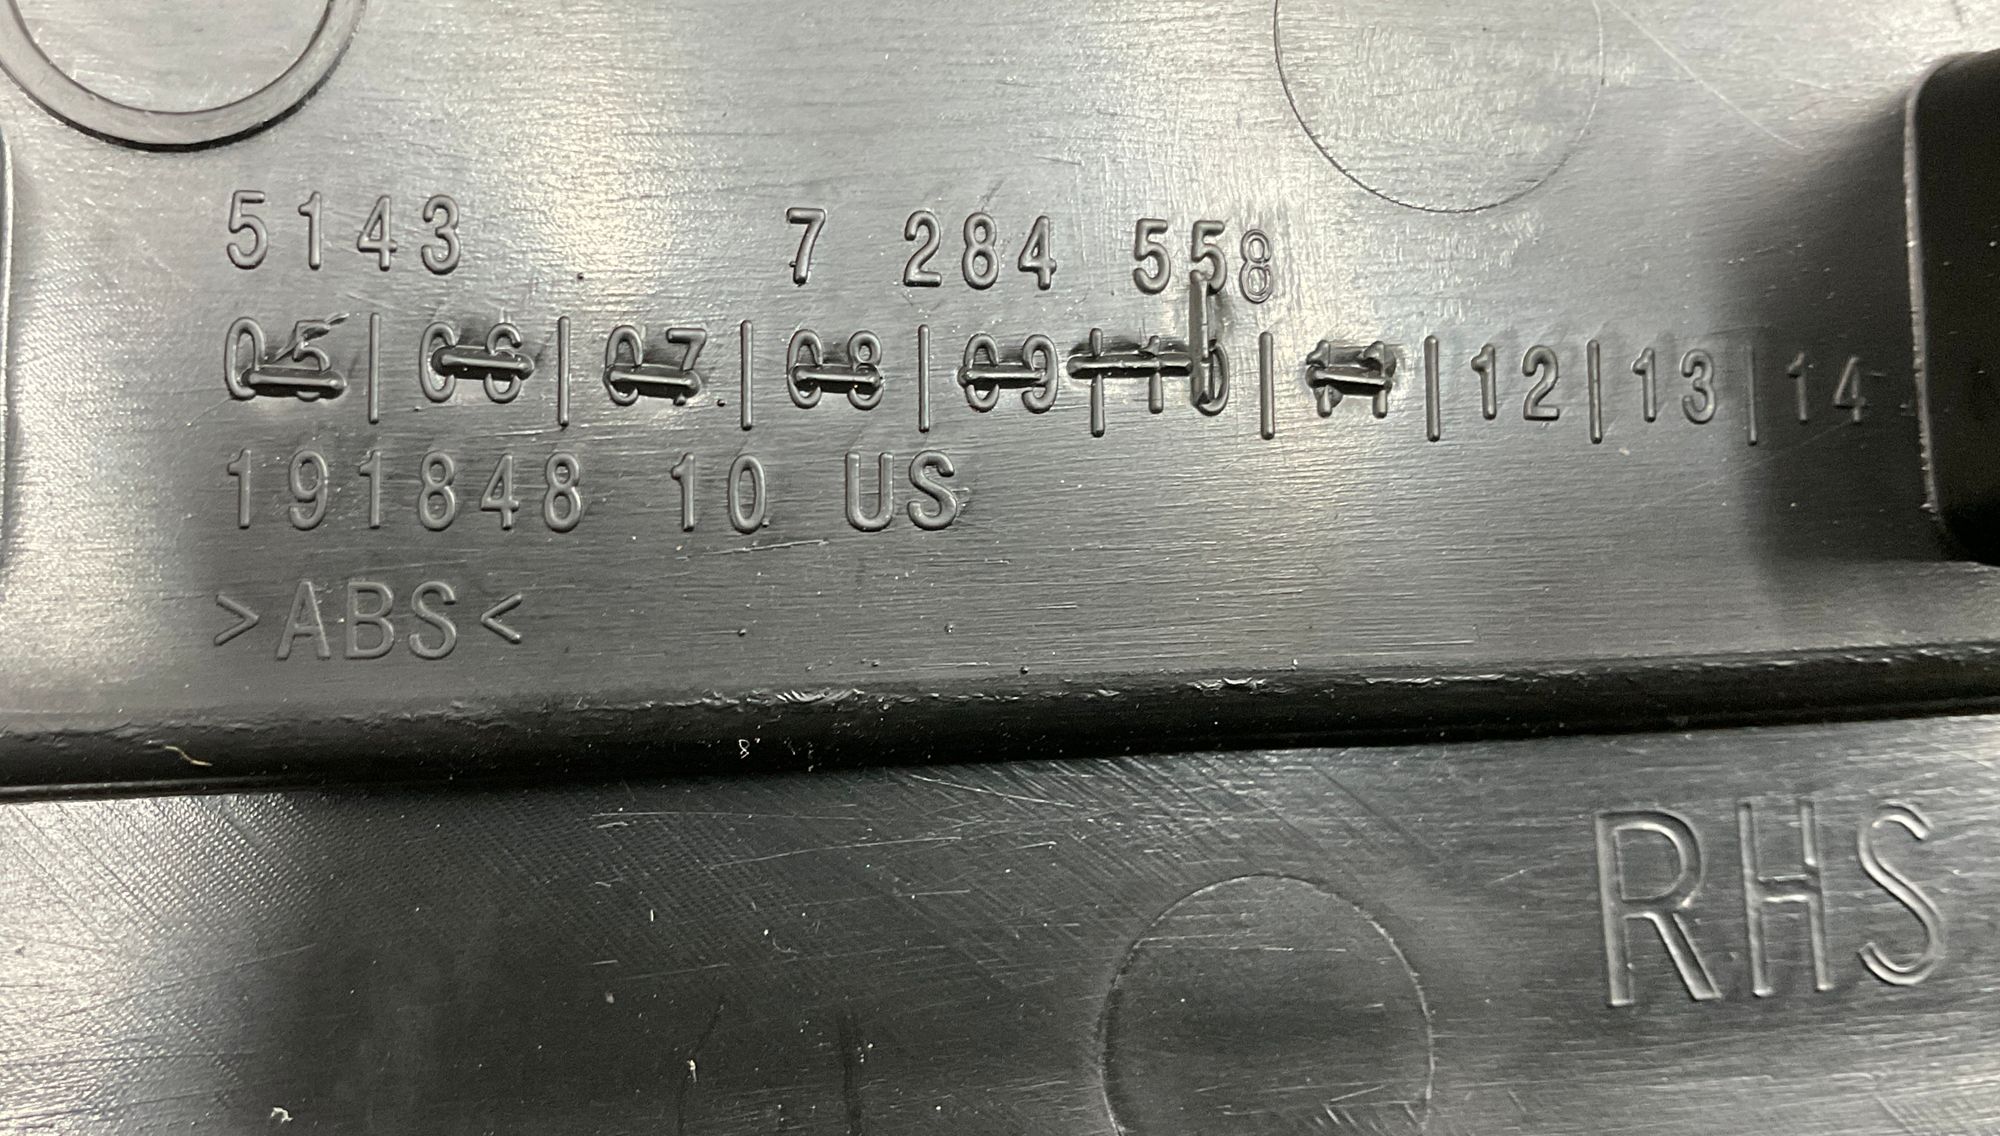 5143 7 284 558
05 | 06 | 07 | 08 | 09 | 10 | 11 | 12 | 13 | 14
191848 10 US
>ABS<
RHS